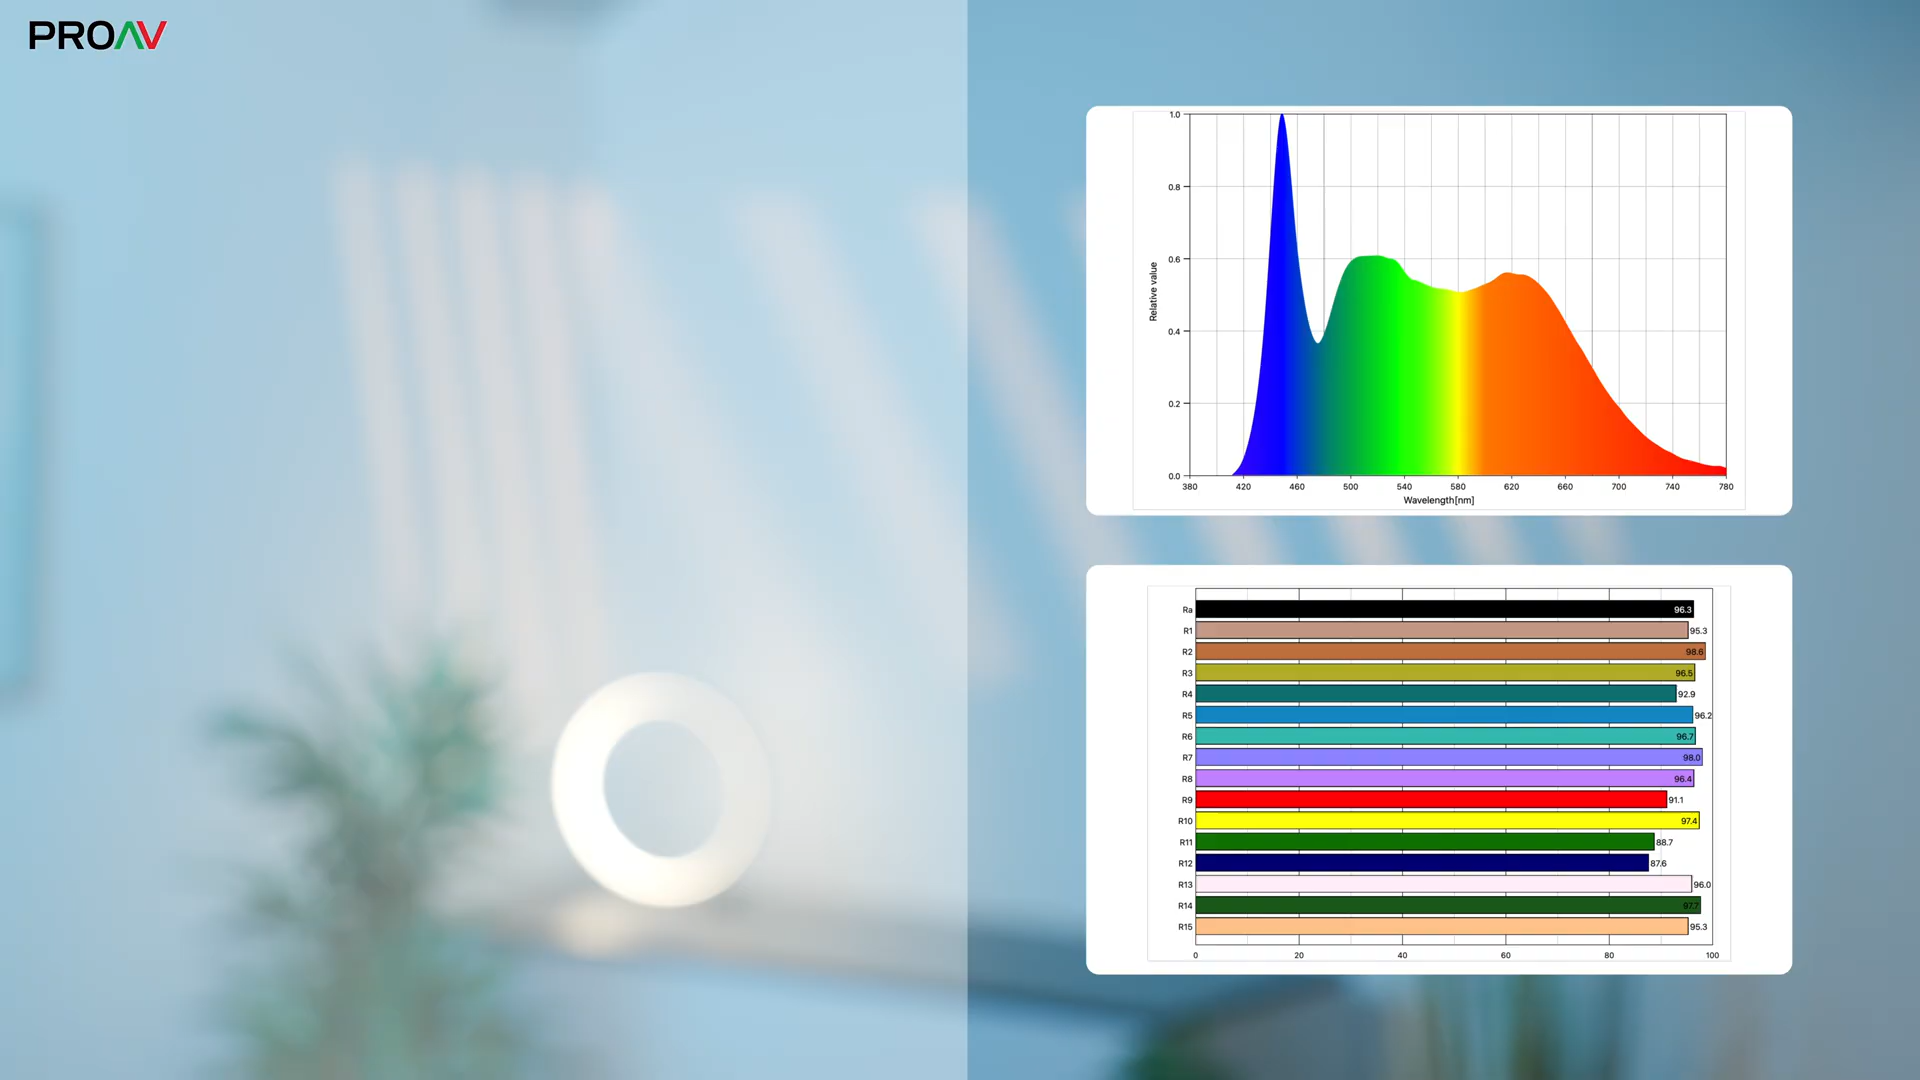 PROAV
1.0
0.8
0.6
0.4
0.2
0.0
Relative value
380 420 460 500 540 580 620 660 700 740 780
Wavelength[nm]
Ra 96.3
R1 95.3
R2 98.6
R3 96.5
R4 92.9
R5 96.2
R6 96.7
R7 98.0
R8 96.4
R9 91.1
R10 97.4
R11 88.7
R12 87.6
R13 96.0
R14 97.7
R15 95.3
0 20 40 60 80 100